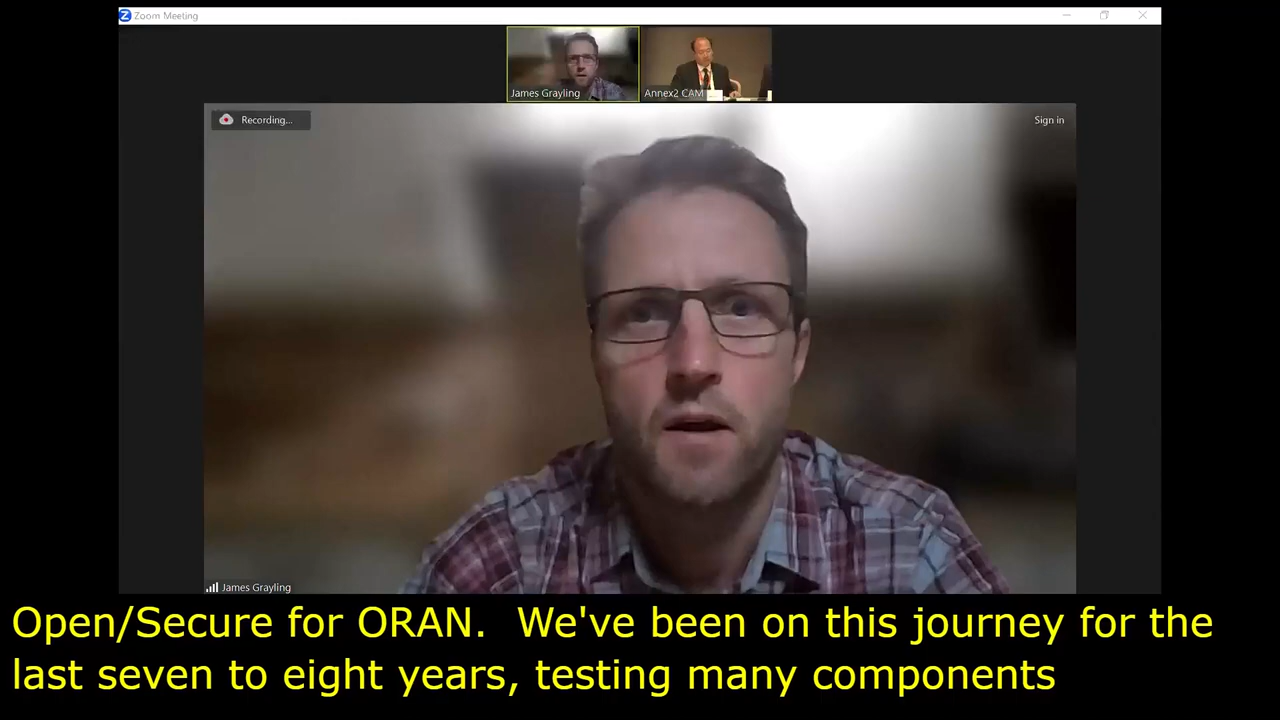 Zoom Meeting
James Grayling
Annex2 CAM
Recording...
Sign in
James Grayling
Open/Secure for ORAN.  We've been on this journey for the
last seven to eight years, testing many components